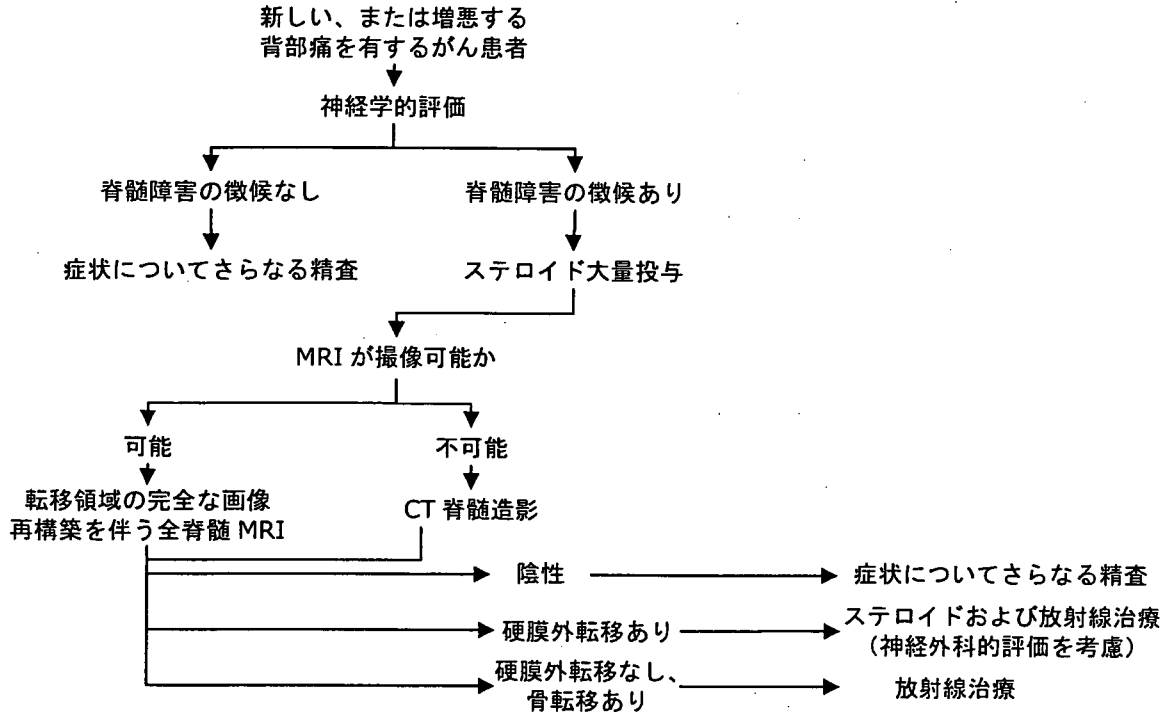 新しい、または増悪する
背部痛を有するがん患者
神経学的評価
脊髄障害の徴候なし
脊髄障害の徴候あり
症状についてさらなる精査
ステロイド大量投与
MRI が撮像可能か
可能
不可能
転移領域の完全な画像
再構築を伴う全脊髄 MRI
CT 脊髄造影
陰性
症状についてさらなる精査
硬膜外転移あり
ステロイドおよび放射線治療
(神経外科的評価を考慮)
硬膜外転移なし、
骨転移あり
放射線治療